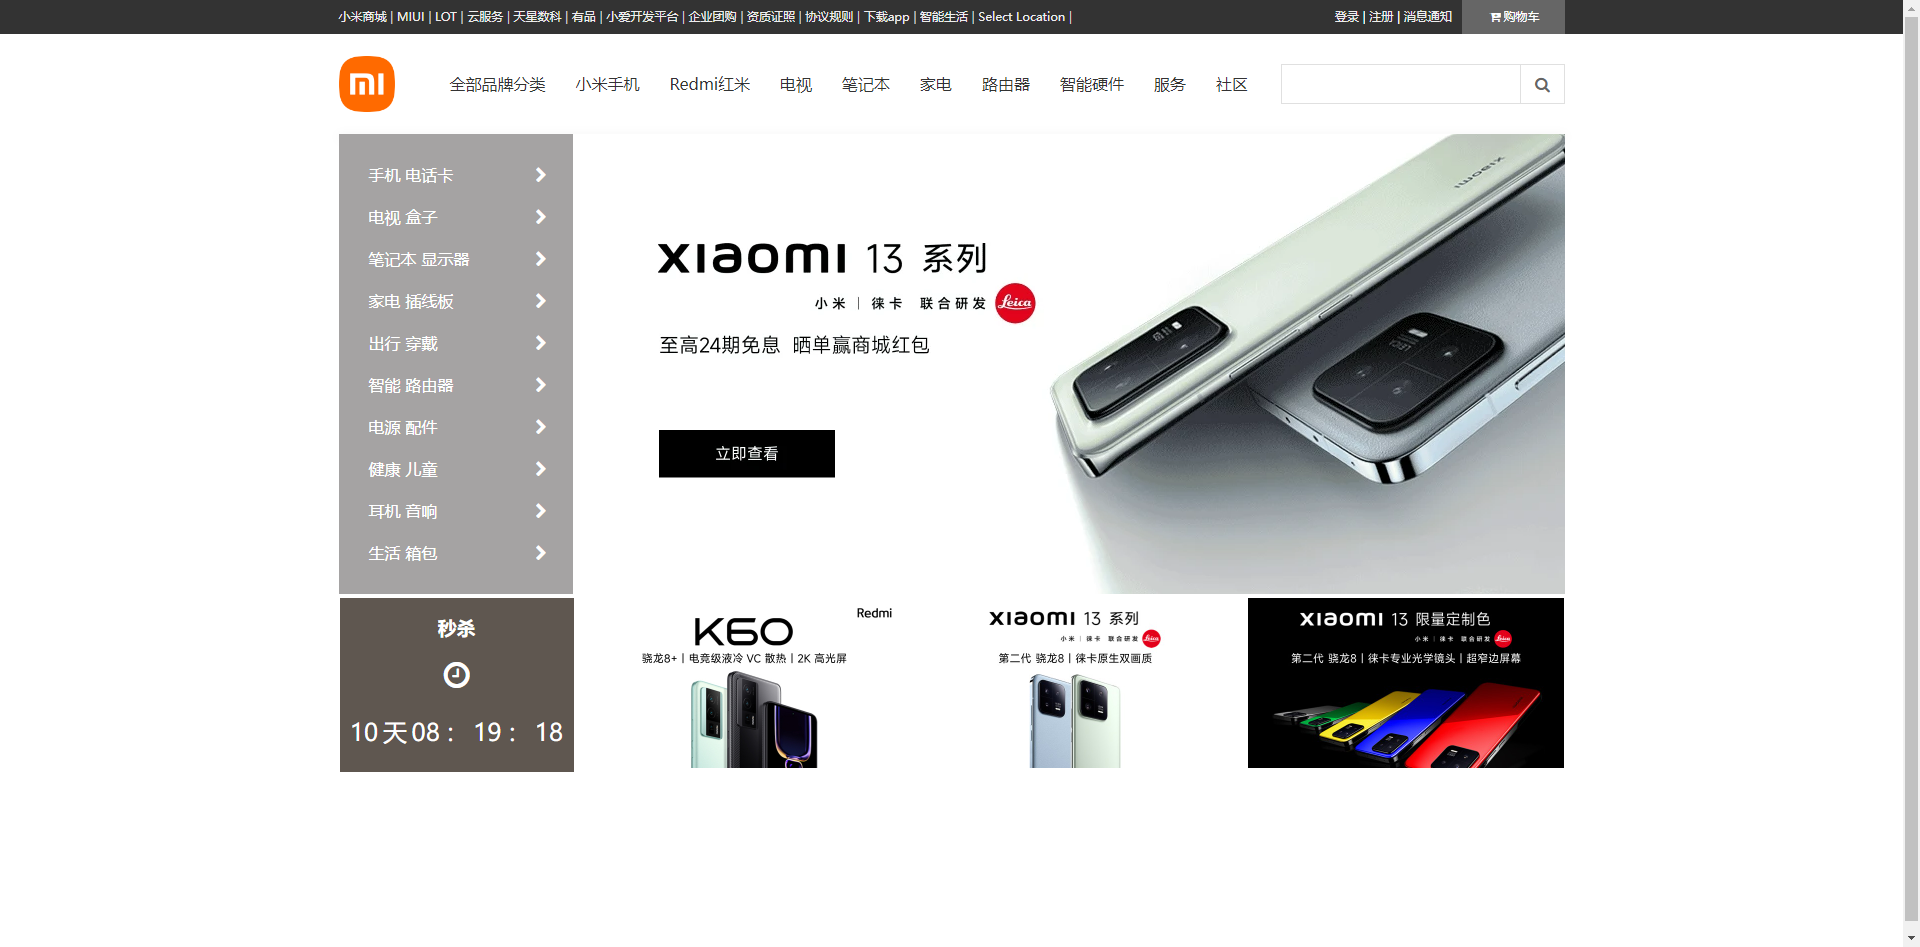 小米商城 | MIUI | LOT | 云服务 | 天星数科 | 有品 | 小爱开发平台 | 企业团购 | 资质证照 | 协议规则 | 下载app | 智能生活 | Select Location |
登录 | 注册 | 消息通知
购物车
全部品牌分类 小米手机 Redmi红米 电视 笔记本 家电 路由器 智能硬件 服务 社区
手机 电话卡
电视 盒子
笔记本 显示器
家电 插线板
出行 穿戴
智能 路由器
电源 配件
健康 儿童
耳机 音响
生活 箱包
xiaomi 13 系列
小米 | 徕卡 联合研发 Leica
至高24期免息 晒单赢商城红包
立即查看
xiaomi
秒杀
10天08： 19： 18
Redmi
K60
骁龙8+ | 电竞级液冷 VC 散热 | 2K 高光屏
xiaomi 13 系列
小米 | 徕卡 联合研发 Leica
第二代 骁龙8 | 徕卡原生双画质
xiaomi 13 限量定制色
小米 | 徕卡 联合研发 Leica
第二代 骁龙8 | 徕卡专业光学镜头 | 超窄边屏幕